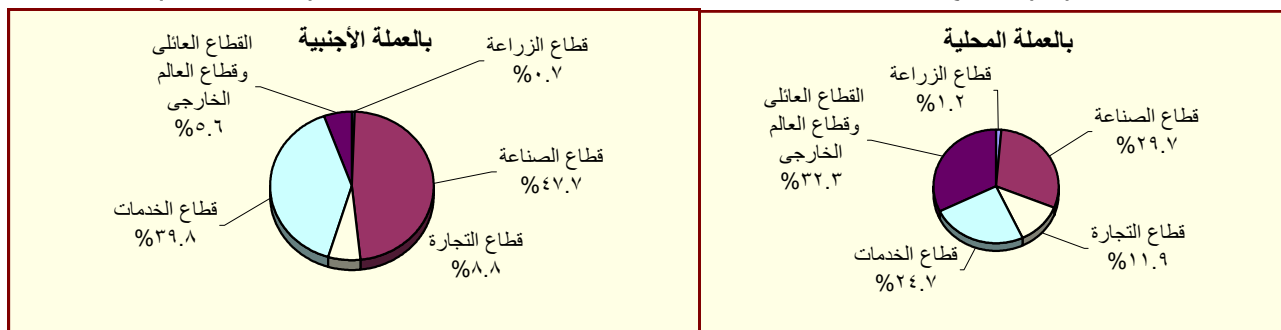 بالعملة المحلية
قطاع الزراعة
%١.٢
قطاع الصناعة
%٢٩.٧
قطاع التجارة
%١١.٩
قطاع الخدمات
%٢٤.٧
القطاع العائلى
وقطاع العالم
الخارجى
%٣٢.٣
بالعملة الأجنبية
قطاع الزراعة
%٠.٧
قطاع الصناعة
%٤٧.٧
قطاع التجارة
%٨.٨
قطاع الخدمات
%٣٩.٨
القطاع العائلى
وقطاع العالم
الخارجى
%٥.٦